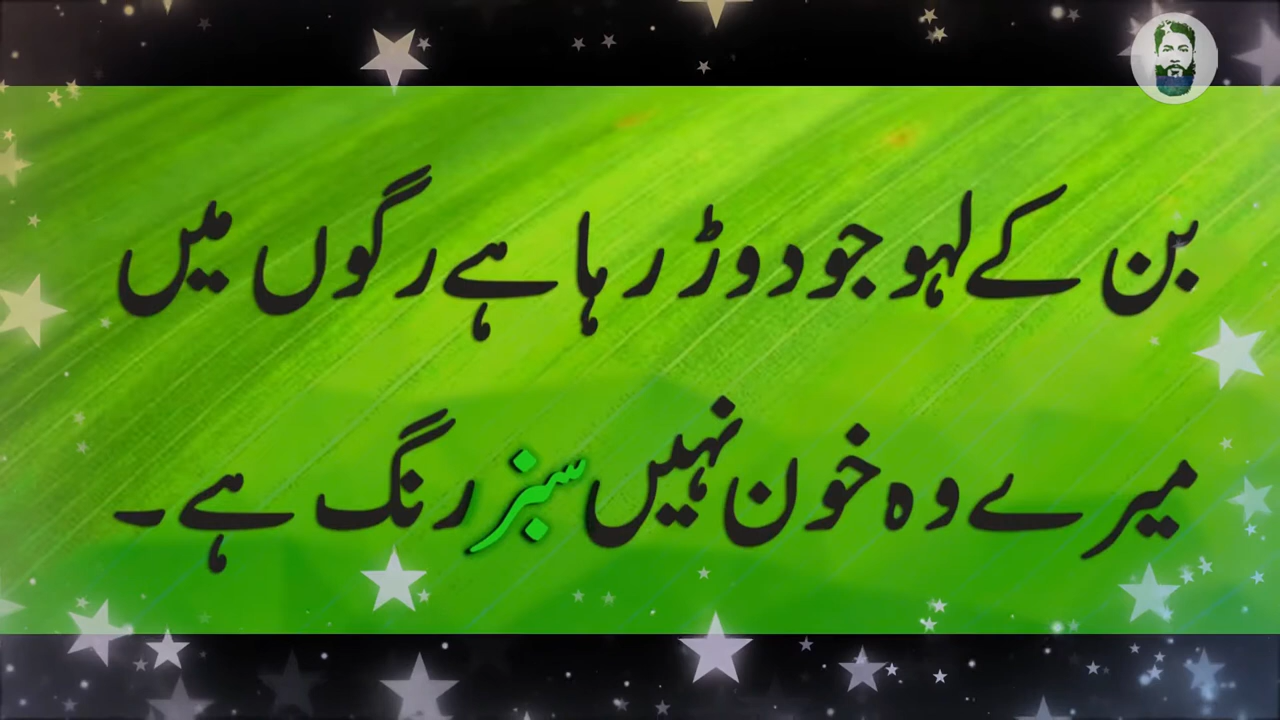 بن کے لہو جو دوڑ رہا ہے رگوں میں
میرے وہ خون نہیں سبز رنگ ہے۔